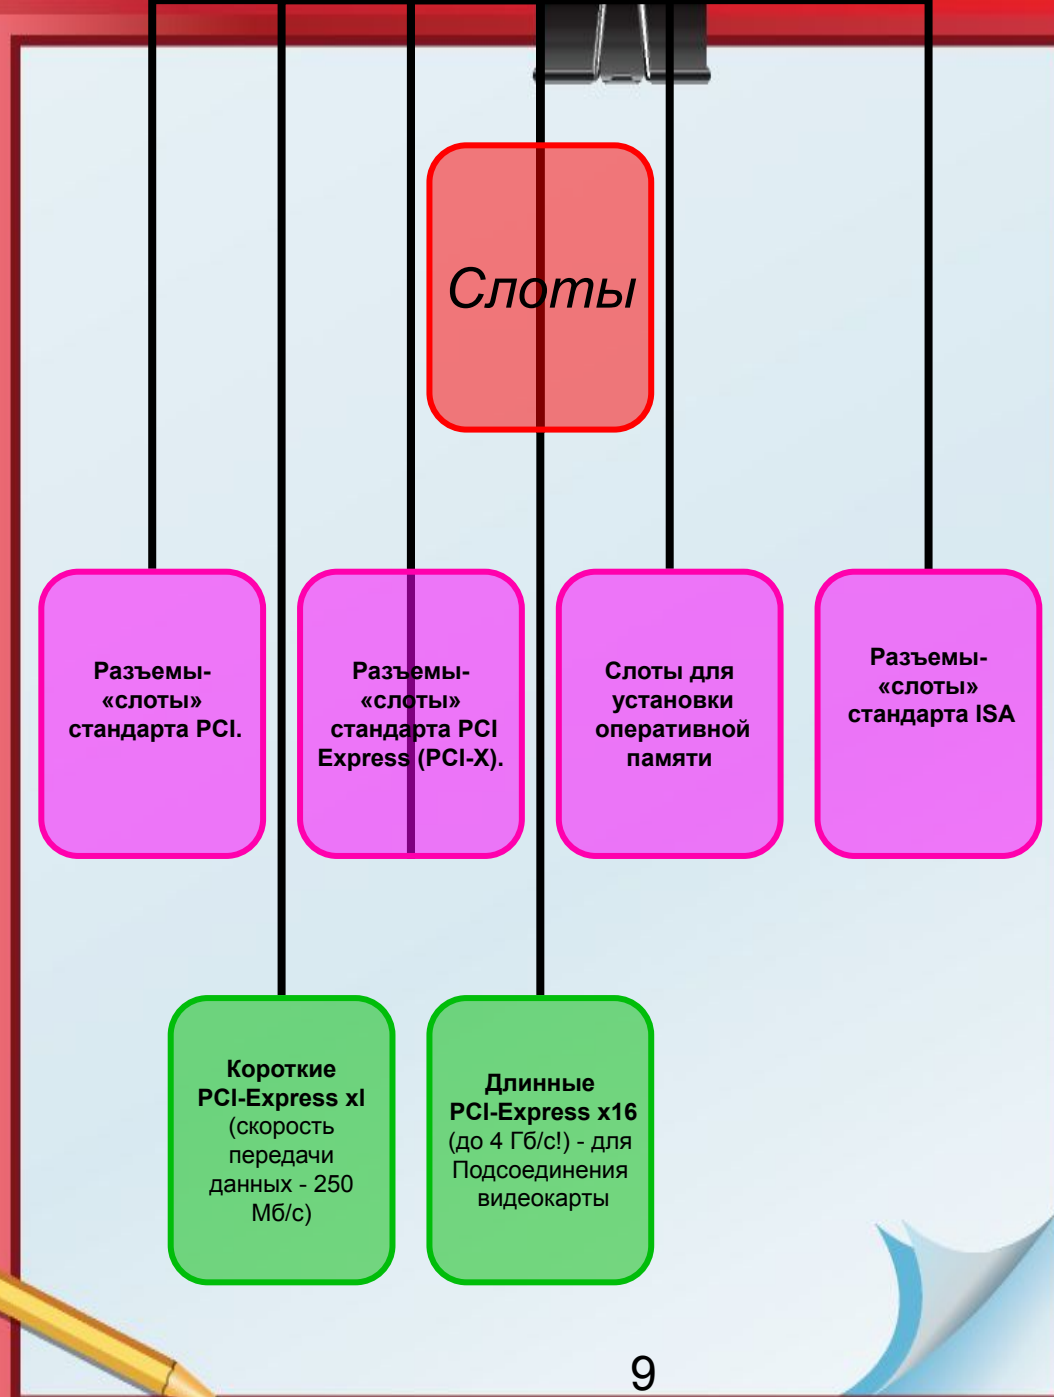 Слоты
Разъемы-
«слоты»
стандарта PCI.
Разъемы-
«слоты»
стандарта PCI
Express (PCI-X).
Слоты для
установки
оперативной
памяти
Разъемы-
«слоты»
стандарта ISA
Короткие
PCI-Express xl
(скорость
передачи
данных - 250
Мб/с)
Длинные
PCI-Express x16
(до 4 Гб/с!) - для
Подсоединения
видеокарты
9